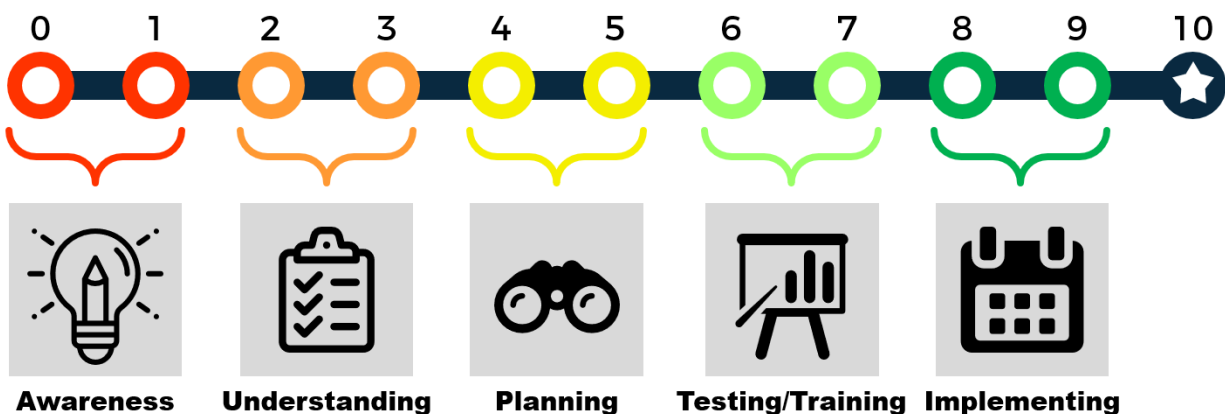 0 1 2 3 4 5 6 7 8 9 10
Awareness Understanding Planning Testing/Training Implementing